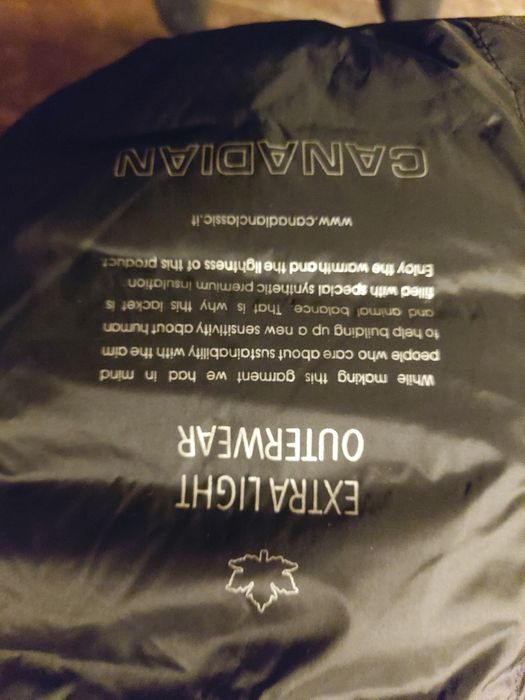 EXTRA LIGHT
OUTERWEAR
While making this garment we had in mind
people who care about sustainability with the aim
to help building up a new sensitivity about human
and animal balance. That is why this jacket is
filled with special synthetic premium insulation.
Enjoy the warmth and the lightness of this product.
www.canadianclassic.it
CANADIAN